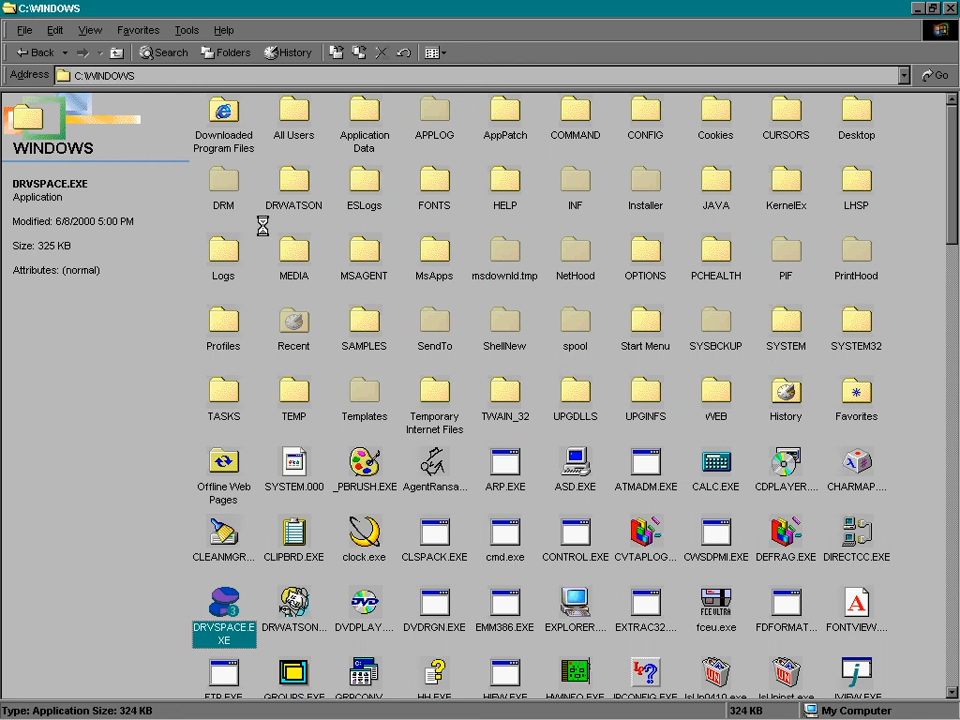 C:\WINDOWS
File Edit View Favorites Tools Help
Back Search Folders History
Address C:\WINDOWS Go
WINDOWS
DRVSPACE.EXE
Application
Modified: 6/8/2000 5:00 PM
Size: 325 KB
Attributes: (normal)
Downloaded Program Files All Users Application Data APPLOG AppPatch COMMAND CONFIG Cookies CURSORS Desktop
DRM DRWATSON ESLogs FONTS HELP INF Installer JAVA KernelEx LHSP
Logs MEDIA MSAGENT MsApps msdownld.tmp NetHood OPTIONS PCHEALTH PIF PrintHood
Profiles Recent SAMPLES SendTo ShellNew spool Start Menu SYSBCKUP SYSTEM SYSTEM32
TASKS TEMP Templates Temporary Internet Files TWAIN_32 UPGDLLS UPGINFS WEB History Favorites
Offline Web Pages SYSTEM.000 _PBRUSH.EXE AgentRansa... ARP.EXE ASD.EXE ATMADM.EXE CALC.EXE CDPLAYER.... CHARMAP....
CLEANMGR... CLIPBRD.EXE clock.exe CLSPACK.EXE cmd.exe CONTROL.EXE CVTAPLOG... CWSDPMI.EXE DEFRAG.EXE DIRECTCC.EXE
DRVSPACE.EXE DRWATSON... DVDPLAY.... DVDRGN.EXE EMM386.EXE EXPLORER.... EXTRAC32.... fceu.exe FDFORMAT... FONTVIEW....
FTP.EXE GROUPS.EXE GRPCONV... HH.EXE HIEW.EXE HWINFO.EXE IPCONFIG.EXE IsUn0410.exe IsUninst.exe JVIEW.EXE
Type: Application Size: 324 KB 324 KB My Computer